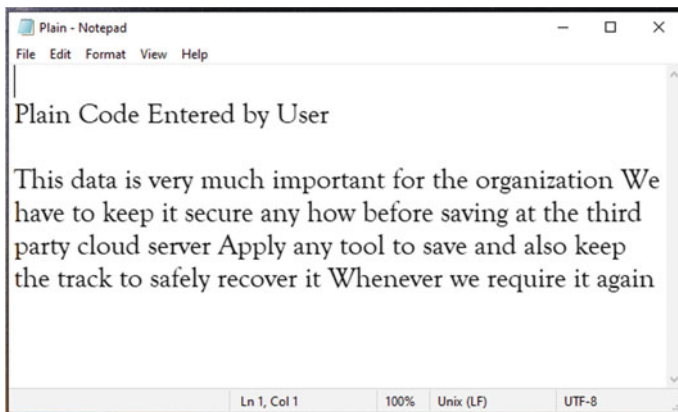 Plain - Notepad
File Edit Format View Help
Plain Code Entered by User
This data is very much important for the organization We
have to keep it secure any how before saving at the third
party cloud server Apply any tool to save and also keep
the track to safely recover it Whenever we require it again
Ln 1, Col 1 100% Unix (LF) UTF-8